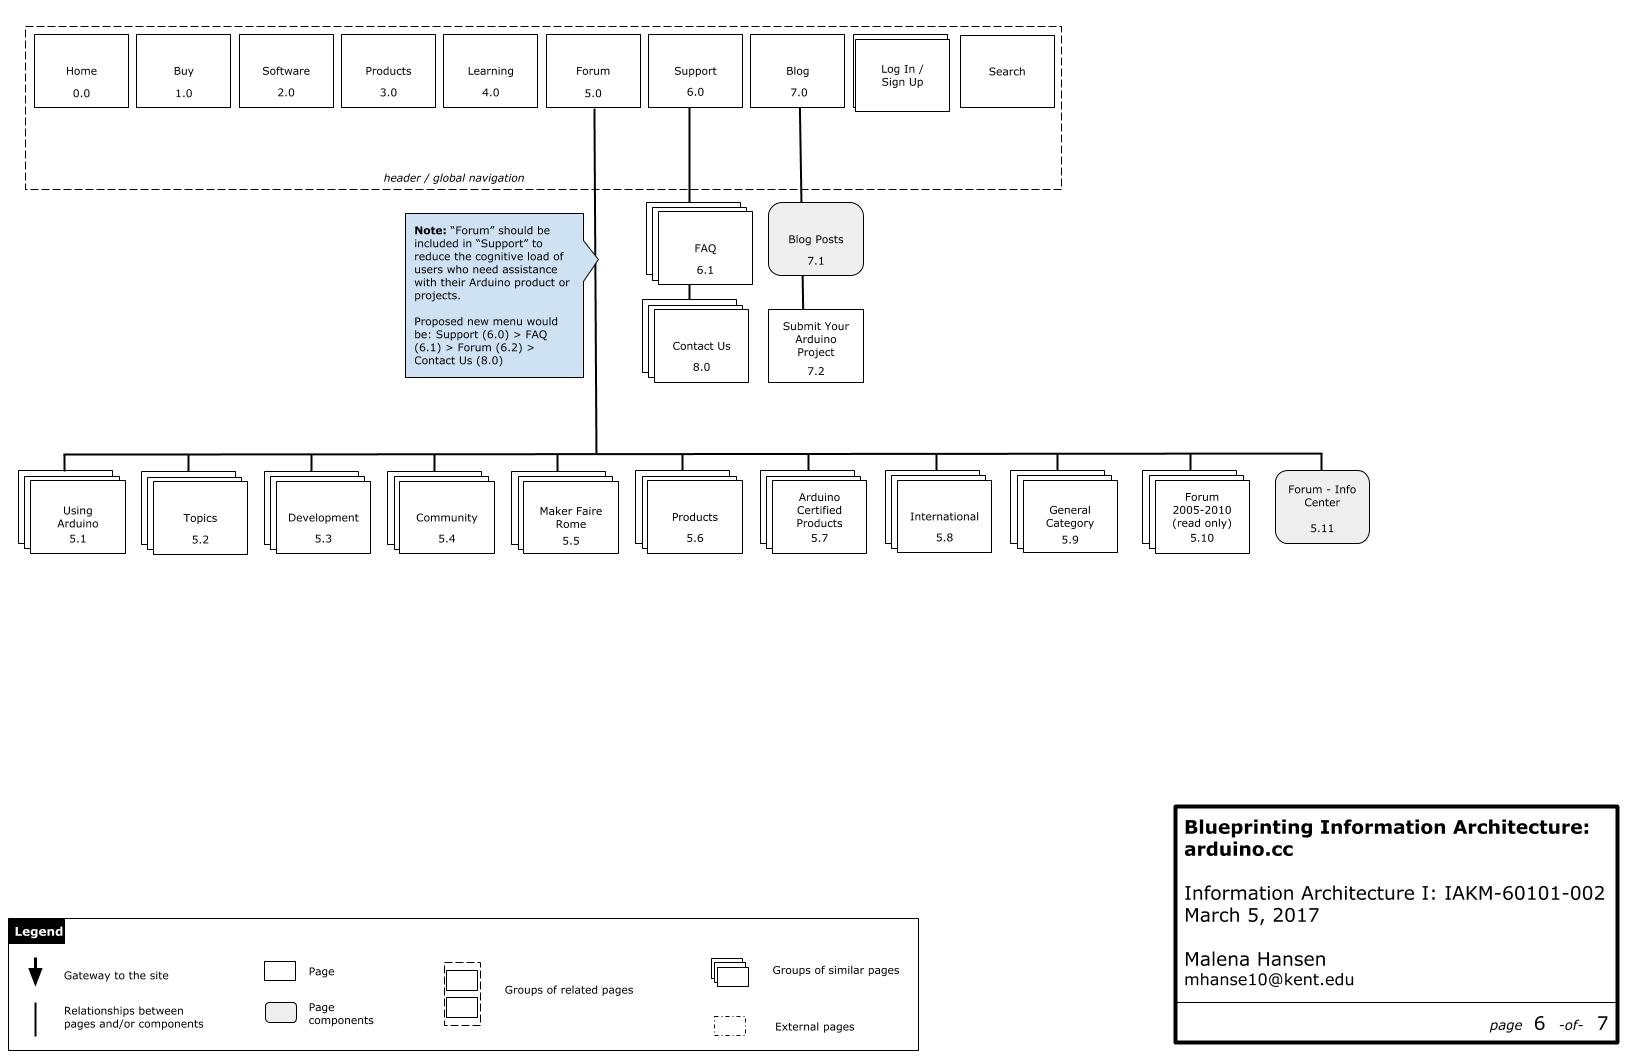 Home
0.0
Buy
1.0
Software
2.0
Products
3.0
Learning
4.0
Forum
5.0
Support
6.0
Blog
7.0
Log In /
Sign Up
Search
header / global navigation
Note: “Forum” should be
included in “Support” to
reduce the cognitive load of
users who need assistance
with their Arduino product or
projects.
Proposed new menu would
be: Support (6.0) > FAQ
(6.1) > Forum (6.2) >
Contact Us (8.0)
FAQ
6.1
Contact Us
8.0
Blog Posts
7.1
Submit Your
Arduino
Project
7.2
Using
Arduino
5.1
Topics
5.2
Development
5.3
Community
5.4
Maker Faire
Rome
5.5
Products
5.6
Arduino
Certified
Products
5.7
International
5.8
General
Category
5.9
Forum
2005-2010
(read only)
5.10
Forum - Info
Center
5.11
Legend
Gateway to the site
Relationships between
pages and/or components
Page
Page
components
Groups of related pages
Groups of similar pages
External pages
Blueprinting Information Architecture:
arduino.cc
Information Architecture I: IAKM-60101-002
March 5, 2017
Malena Hansen
mhanse10@kent.edu
page 6 -of- 7